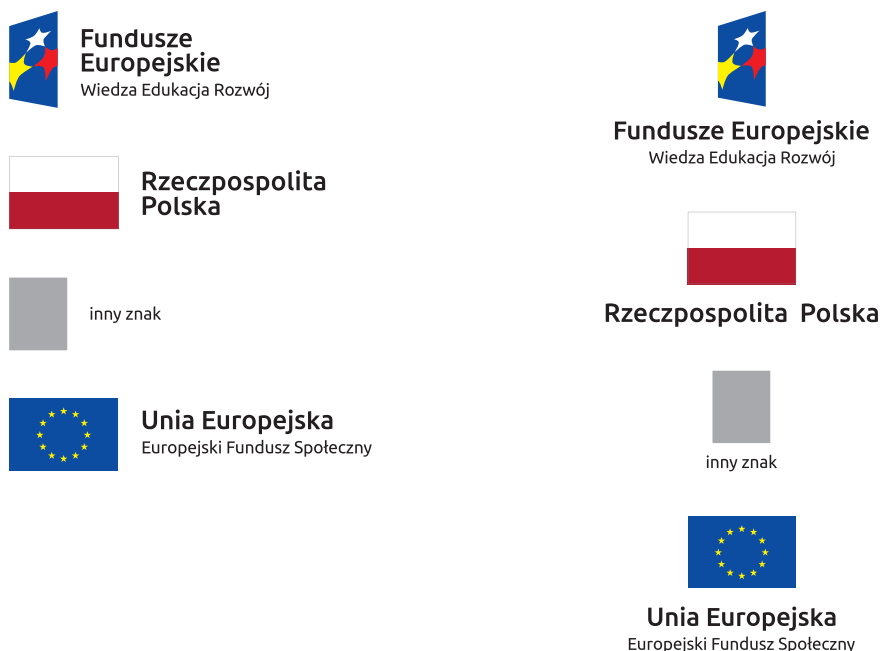 Fundusze
Europejskie
Wiedza Edukacja Rozwój
Rzeczpospolita
Polska
inny znak
Unia Europejska
Europejski Fundusz Społeczny
Fundusze Europejskie
Wiedza Edukacja Rozwój
Rzeczpospolita Polska
inny znak
Unia Europejska
Europejski Fundusz Społeczny